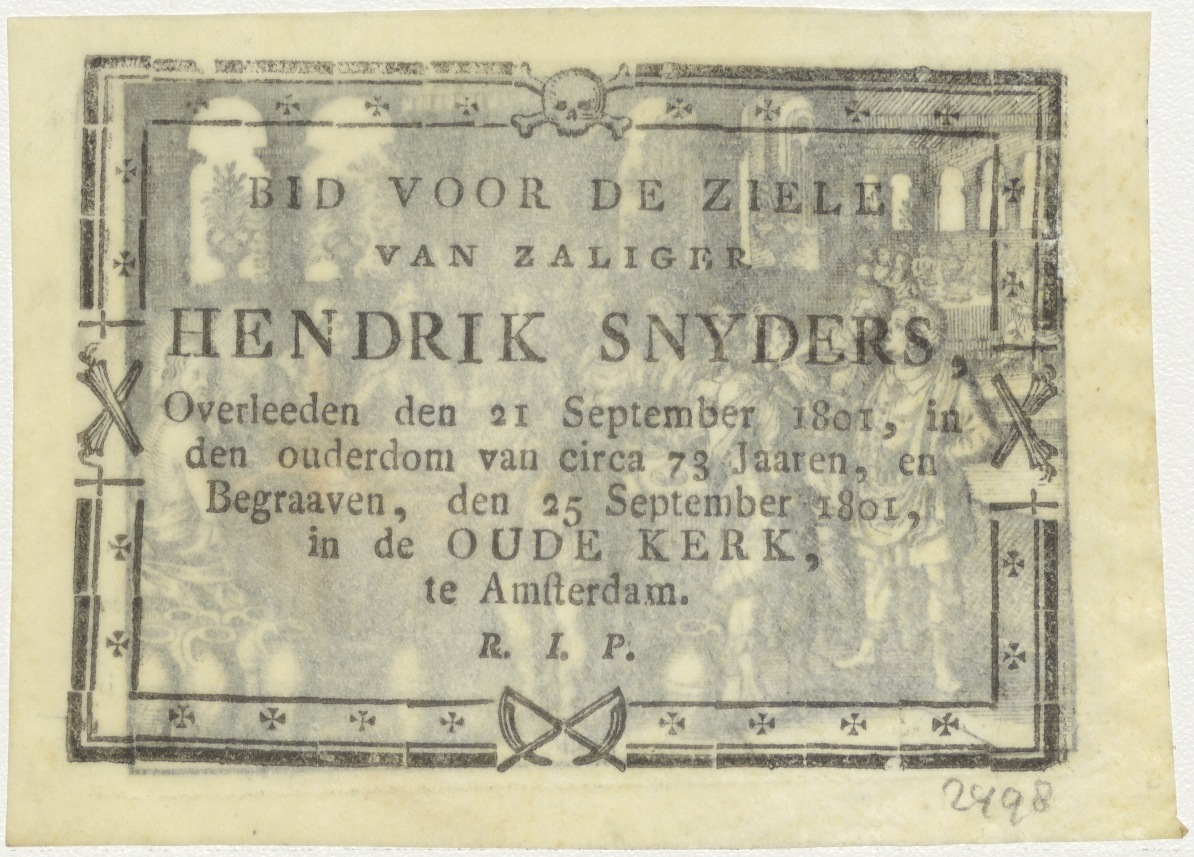 BID VOOR DE ZIELE
VAN ZALIGER
HENDRIK SNYDERS,
Overleeden den 21 September 1801, in
den ouderdom van circa 73 Jaaren, en
Begraaven, den 25 September 1801,
in de OUDE KERK,
te Amſterdam.
R. I. P.
2498